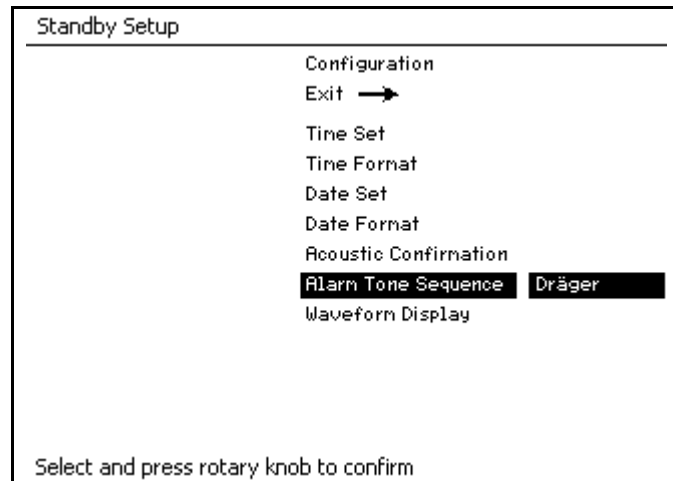 Standby Setup
Configuration
Exit →
Time Set
Time Format
Date Set
Date Format
Acoustic Confirmation
Alarm Tone Sequence Dräger
Waveform Display
Select and press rotary knob to confirm